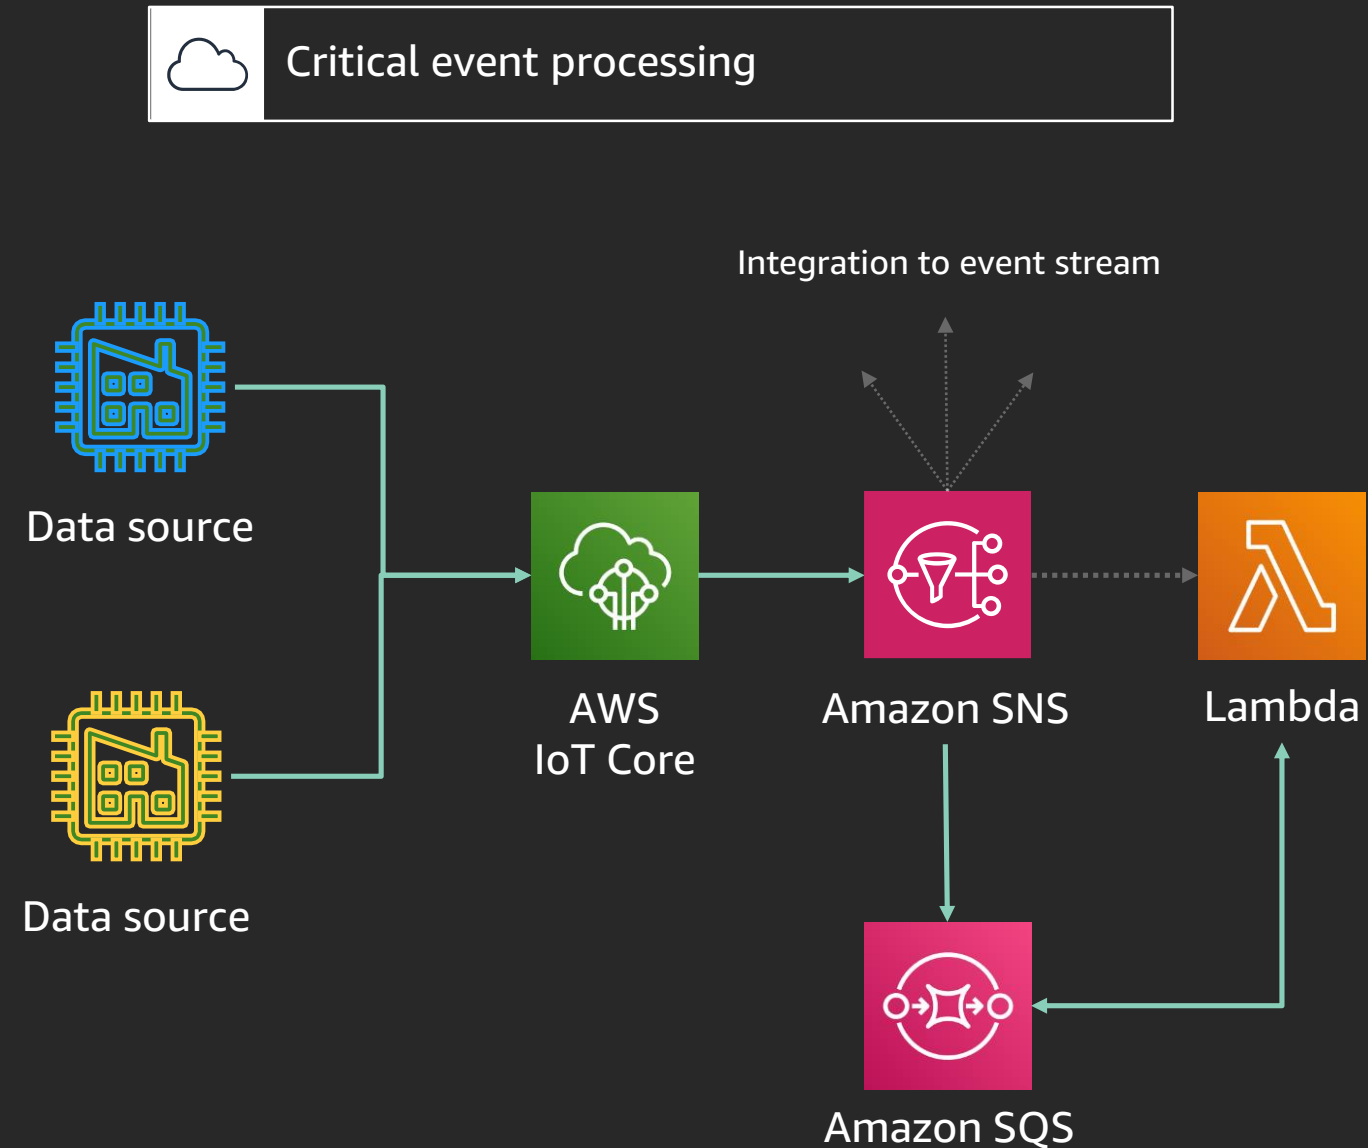 Critical event processing
Integration to event stream
Data source
AWS
IoT Core
Amazon SNS
Lambda
Data source
Amazon SQS